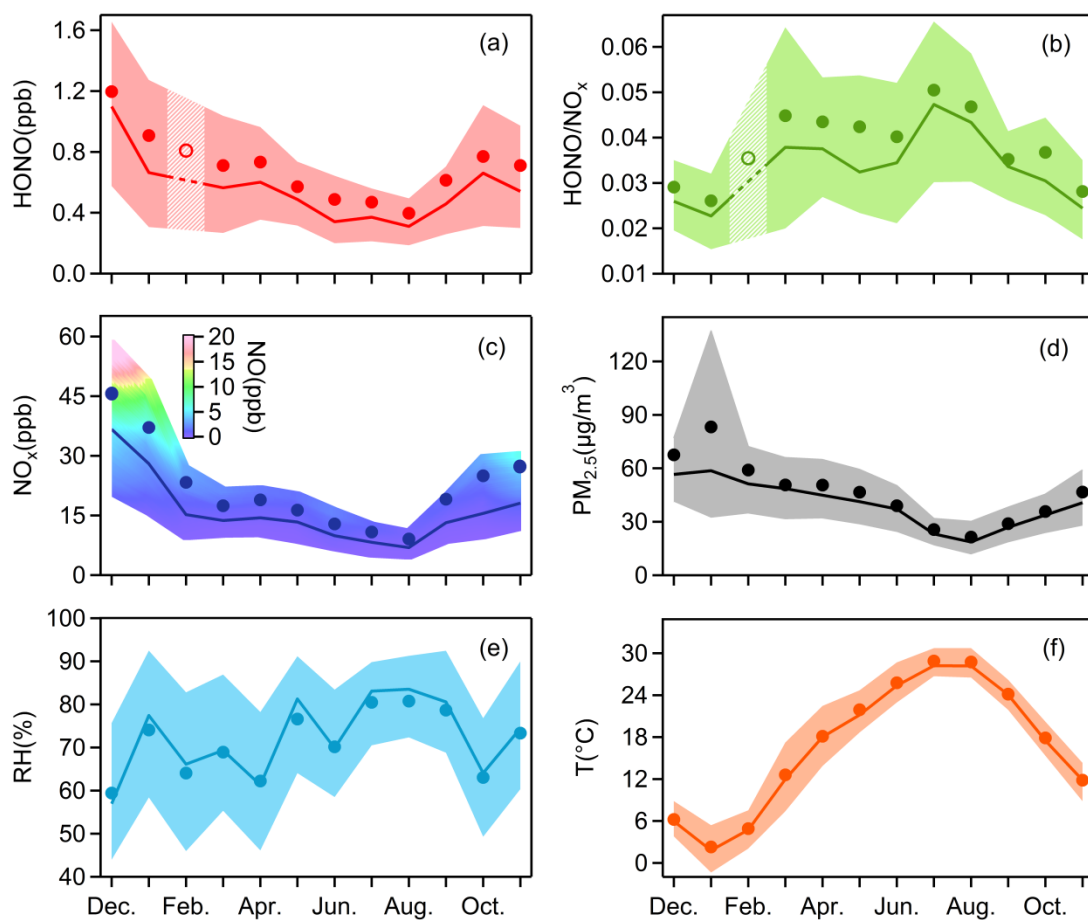 (a)
HONO(ppb)
1.6
1.2
0.8
0.4
0.0
(b)
HONO/NOₓ
0.06
0.05
0.04
0.03
0.02
0.01
(c)
NOₓ(ppb)
60
45
30
15
0
20
15
10
5
0
NO(ppb)
(d)
PM₂.₅(µg/m³)
120
90
60
30
0
(e)
RH(%)
100
90
80
70
60
50
40
Dec. Feb. Apr. Jun. Aug. Oct.
(f)
T(°C)
30
24
18
12
6
0
Dec. Feb. Apr. Jun. Aug. Oct.